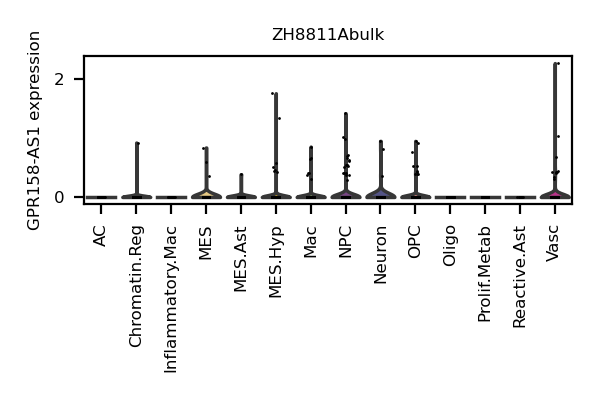 ZH8811Abulk
GPR158-AS1 expression
2
0
AC
Chromatin.Reg
Inflammatory.Mac
MES
MES.Ast
MES.Hyp
Mac
NPC
Neuron
OPC
Oligo
Prolif.Metab
Reactive.Ast
Vasc